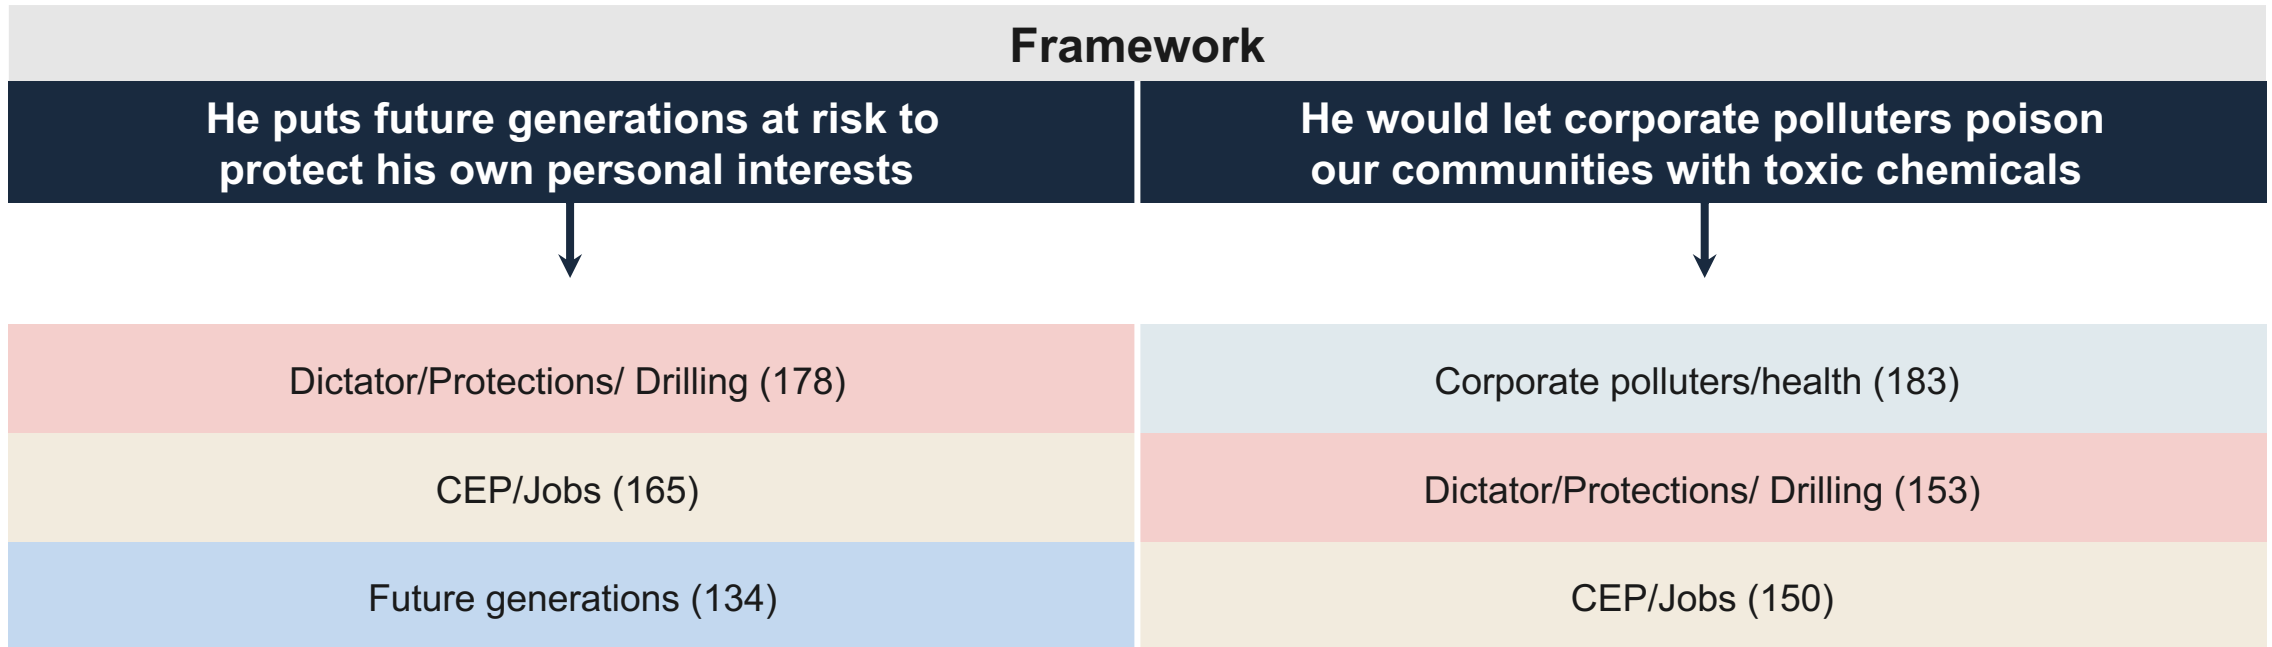 Framework
He puts future generations at risk to
protect his own personal interests
He would let corporate polluters poison
our communities with toxic chemicals
Dictator/Protections/ Drilling (178)
Corporate polluters/health (183)
CEP/Jobs (165)
Dictator/Protections/ Drilling (153)
Future generations (134)
CEP/Jobs (150)